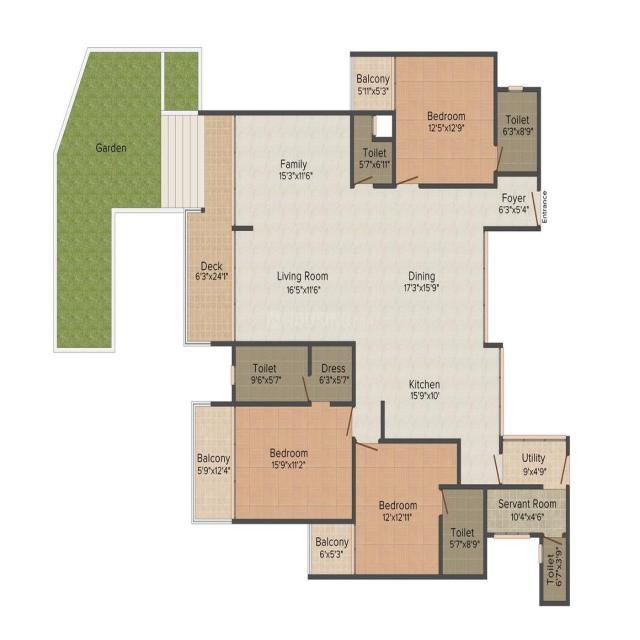 Balcony
5'11"x5'3"
Bedroom
12'5"x12'9"
Toilet
6'3"x8'9"
Garden
Family
15'3"x11'6"
Toilet
5'7"x6'11"
Foyer
6'3"x5'4"
Entrance
Deck
6'3"x24'1"
Living Room
16'5"x11'6"
Dining
17'3"x15'9"
Toilet
9'6"x5'7"
Dress
6'3"x5'7"
Kitchen
15'9"x10'
Balcony
5'9"x12'4"
Bedroom
15'9"x11'2"
Utility
9'x4'9"
Bedroom
12'x12'11"
Servant Room
10'4"x4'6"
Toilet
5'7"x8'9"
Balcony
6'x5'3"
Toilet
6'7"x3'9"